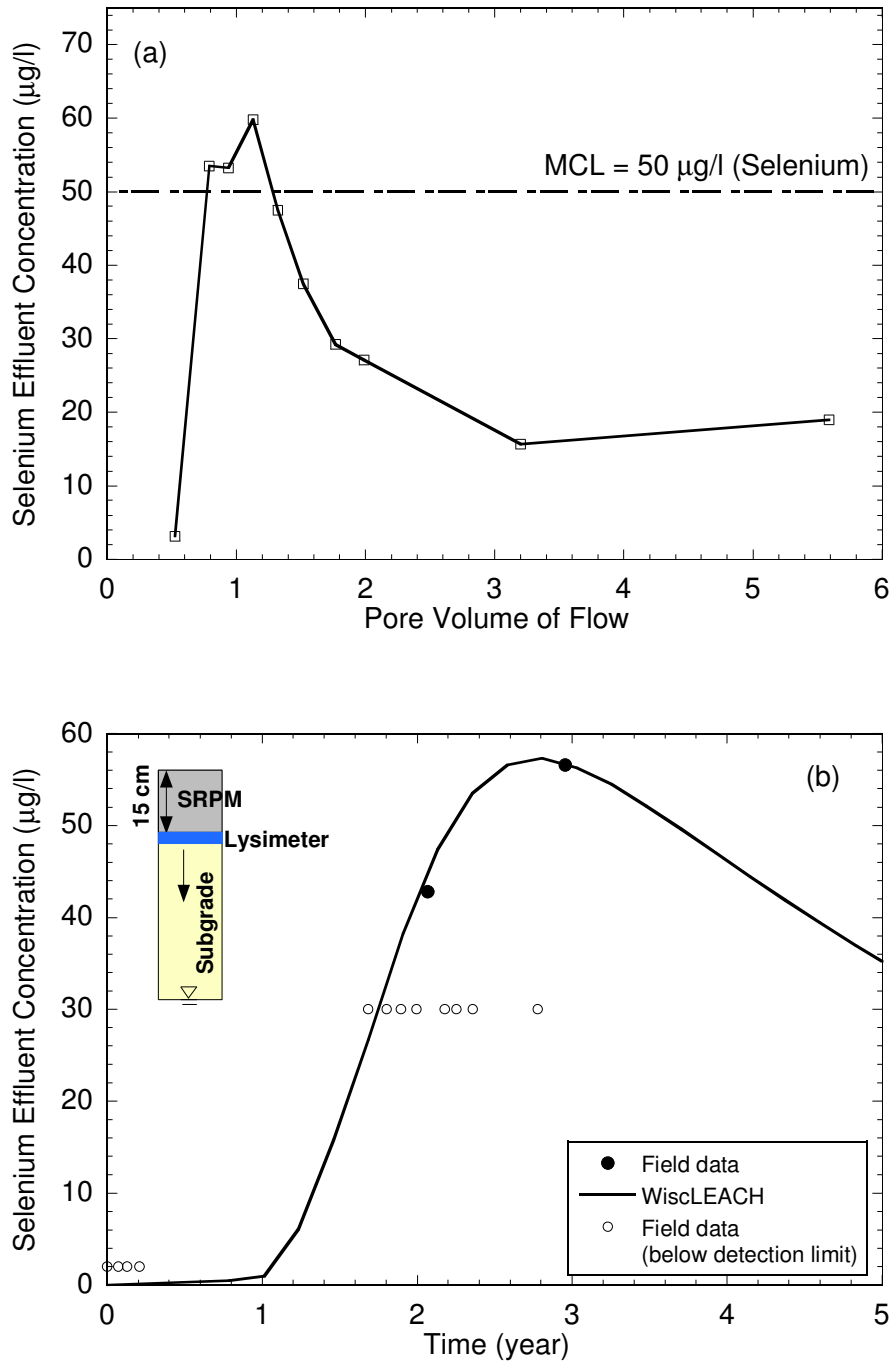 (a)
Selenium Effluent Concentration (µg/l)
70
60
50
40
30
20
10
0
MCL = 50 µg/l (Selenium)
0 1 2 3 4 5 6
Pore Volume of Flow
(b)
Selenium Effluent Concentration (µg/l)
60
50
40
30
20
10
0
15 cm
SRPM
Lysimeter
Subgrade
Field data
WiscLEACH
Field data
(below detection limit)
0 1 2 3 4 5
Time (year)